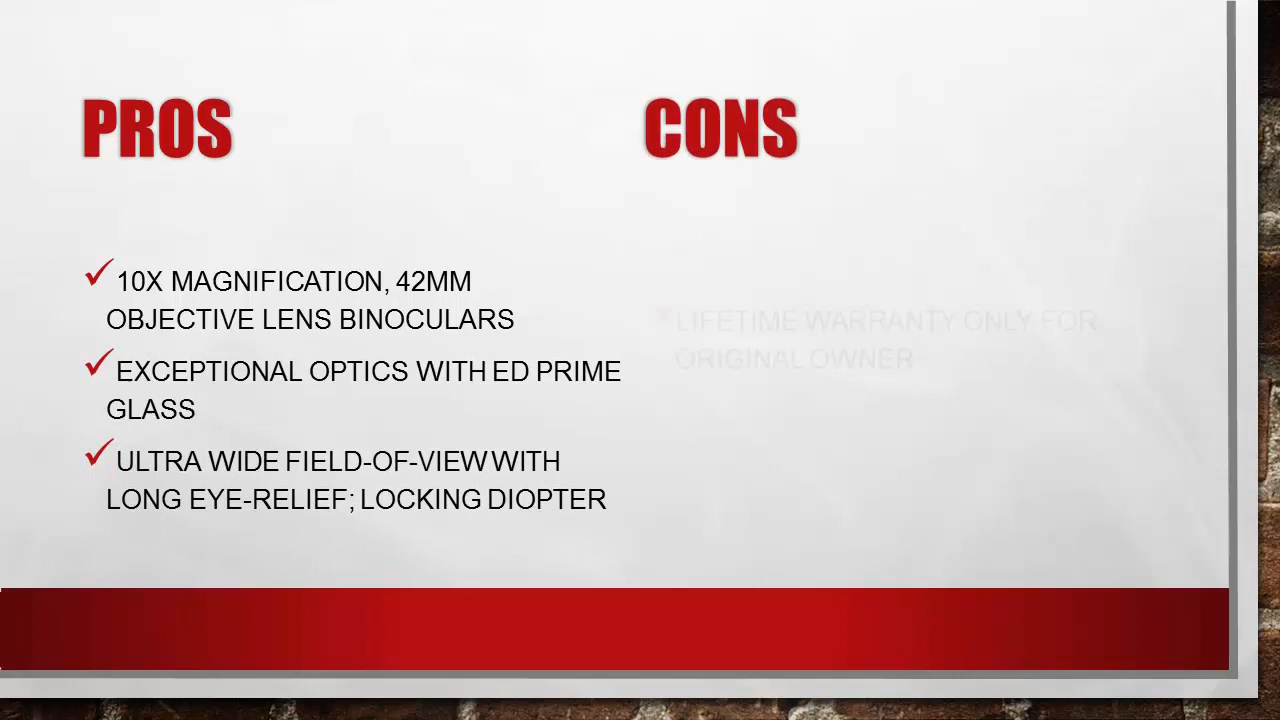 PROS
CONS
10X MAGNIFICATION, 42MM
OBJECTIVE LENS BINOCULARS
EXCEPTIONAL OPTICS WITH ED PRIME
GLASS
ULTRA WIDE FIELD-OF-VIEW WITH
LONG EYE-RELIEF; LOCKING DIOPTER
LIFETIME WARRANTY ONLY FOR
ORIGINAL OWNER